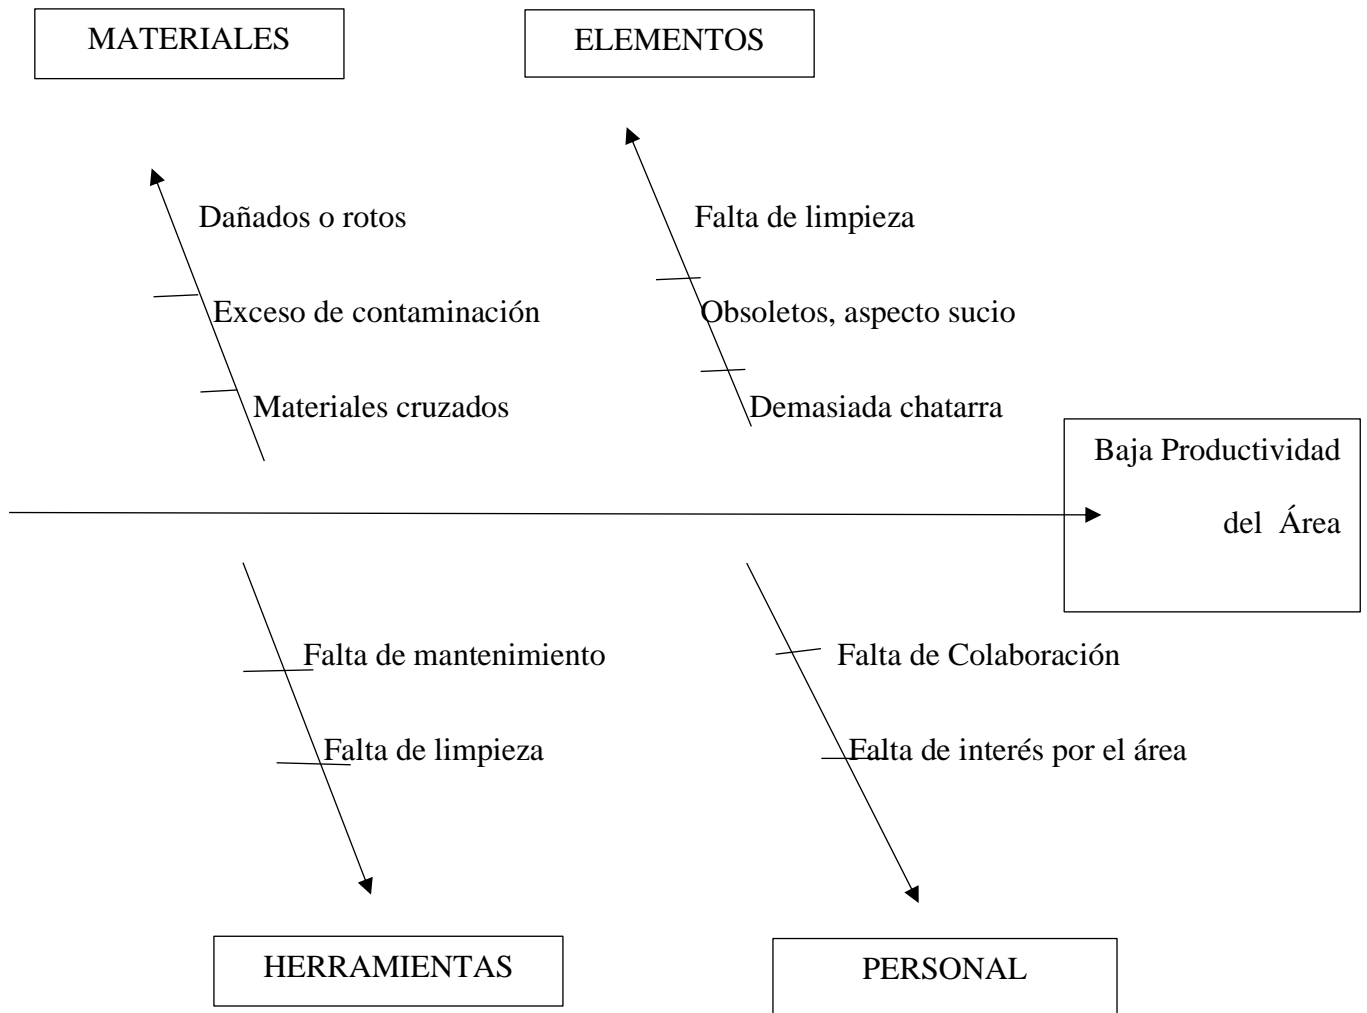 MATERIALES
ELEMENTOS
Dañados o rotos
Falta de limpieza
Exceso de contaminación
Obsoletos, aspecto sucio
Materiales cruzados
Demasiada chatarra
Baja Productividad
del Área
Falta de mantenimiento
Falta de Colaboración
Falta de limpieza
Falta de interés por el área
HERRAMIENTAS
PERSONAL